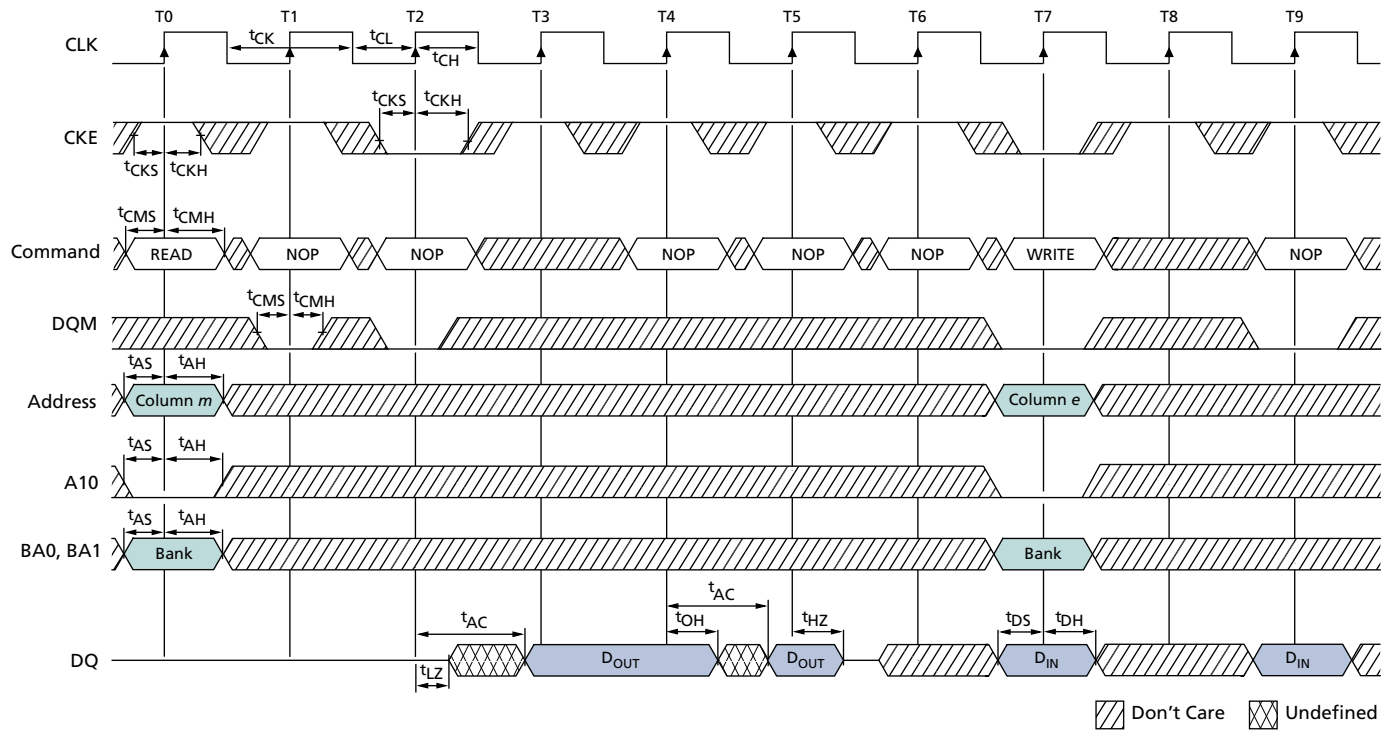 T0 T1 T2 T3 T4 T5 T6 T7 T8 T9
CLK
tCK tCL
tCH
tCKS tCKH
CKE
tCKS tCKH
tCMS tCMH
Command READ NOP NOP NOP NOP NOP WRITE NOP
tCMS tCMH
DQM
tAS tAH
Address Column m Column e
tAS tAH
A10
tAS tAH
BA0, BA1 Bank Bank
tAC
tAC tOH tHZ tDS tDH
DQ DOUT DOUT DIN DIN
tLZ
Don't Care Undefined